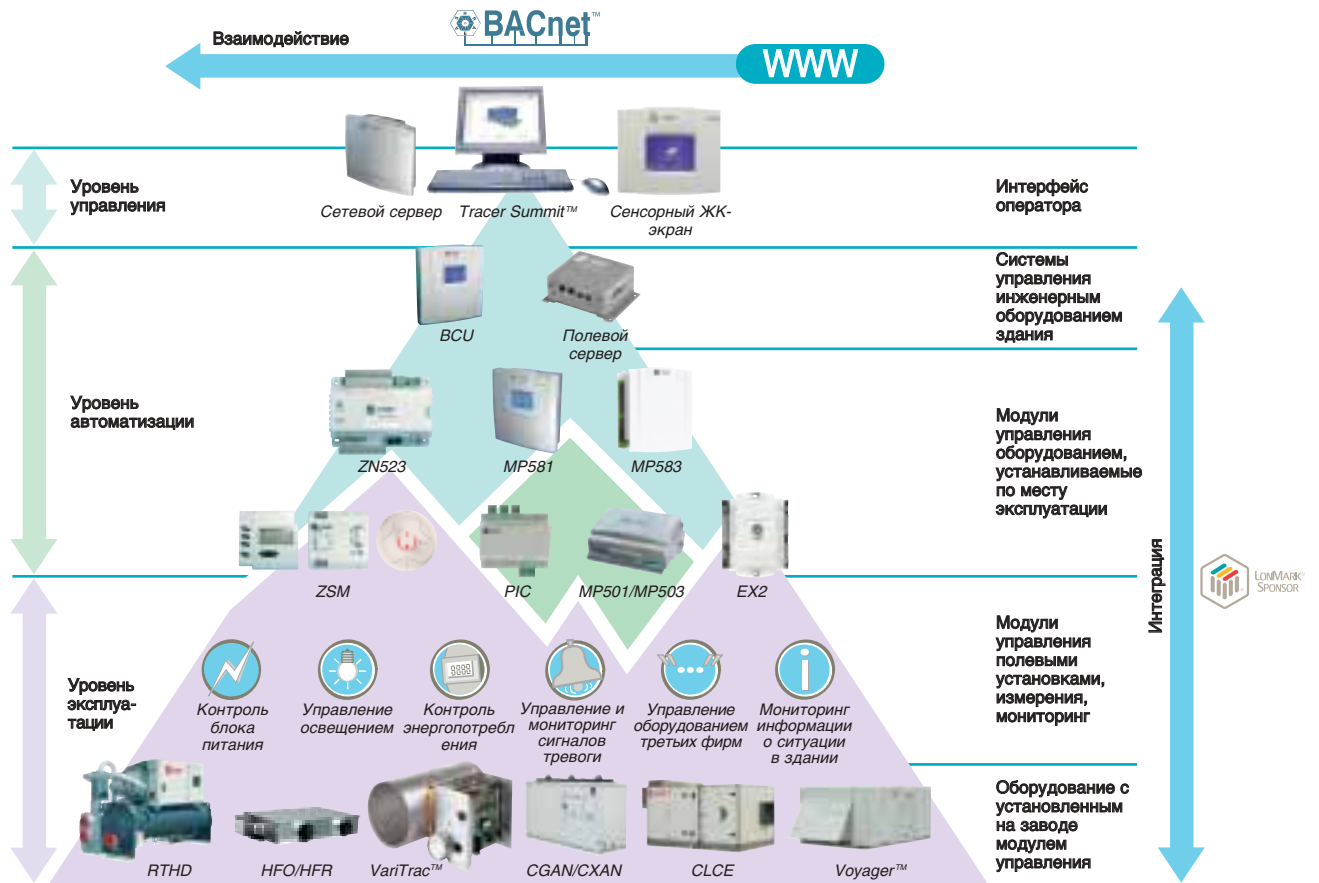 BACnet™
Взаимодействие
WWW
Уровень
управления
Сетевой сервер
Tracer Summit™
Сенсорный ЖК-
экран
Интерфейс
оператора
BCU
Полевой
сервер
Системы
управления
инженерным
оборудованием
здания
Уровень
автоматизации
ZN523
MP581
MP583
Модули
управления
оборудованием,
устанавливаемые
по месту
эксплуатации
ZSM
PIC
MP501/MP503
EX2
Интеграция
LONMARK®
SPONSOR
Уровень
эксплуа-
тации
Контроль
блока
питания
Управление
освещением
Контроль
энергопотребл
ения
Управление и
мониторинг
сигналов
тревоги
Управление
оборудованием
третьих фирм
Мониторинг
информации
о ситуации
в здании
Модули
управления
полевыми
установками,
измерения,
мониторинг
RTHD
HFO/HFR
VariTrac™
CGAN/CXAN
CLCE
Voyager™
Оборудование с
установленным
на заводе
модулем
управления